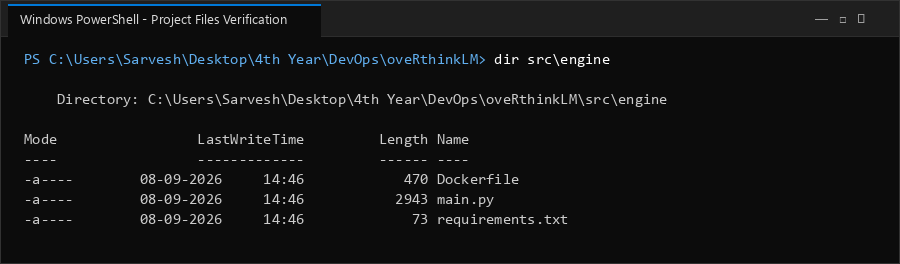 Windows PowerShell - Project Files Verification
PS C:\Users\Sarvesh\Desktop\4th Year\DevOps\oveRthinkLM> dir src\engine
Directory: C:\Users\Sarvesh\Desktop\4th Year\DevOps\oveRthinkLM\src\engine
Mode                 LastWriteTime         Length Name
----                 -------------         ------ ----
-a----        08-09-2026     14:46            470 Dockerfile
-a----        08-09-2026     14:46           2943 main.py
-a----        08-09-2026     14:46             73 requirements.txt